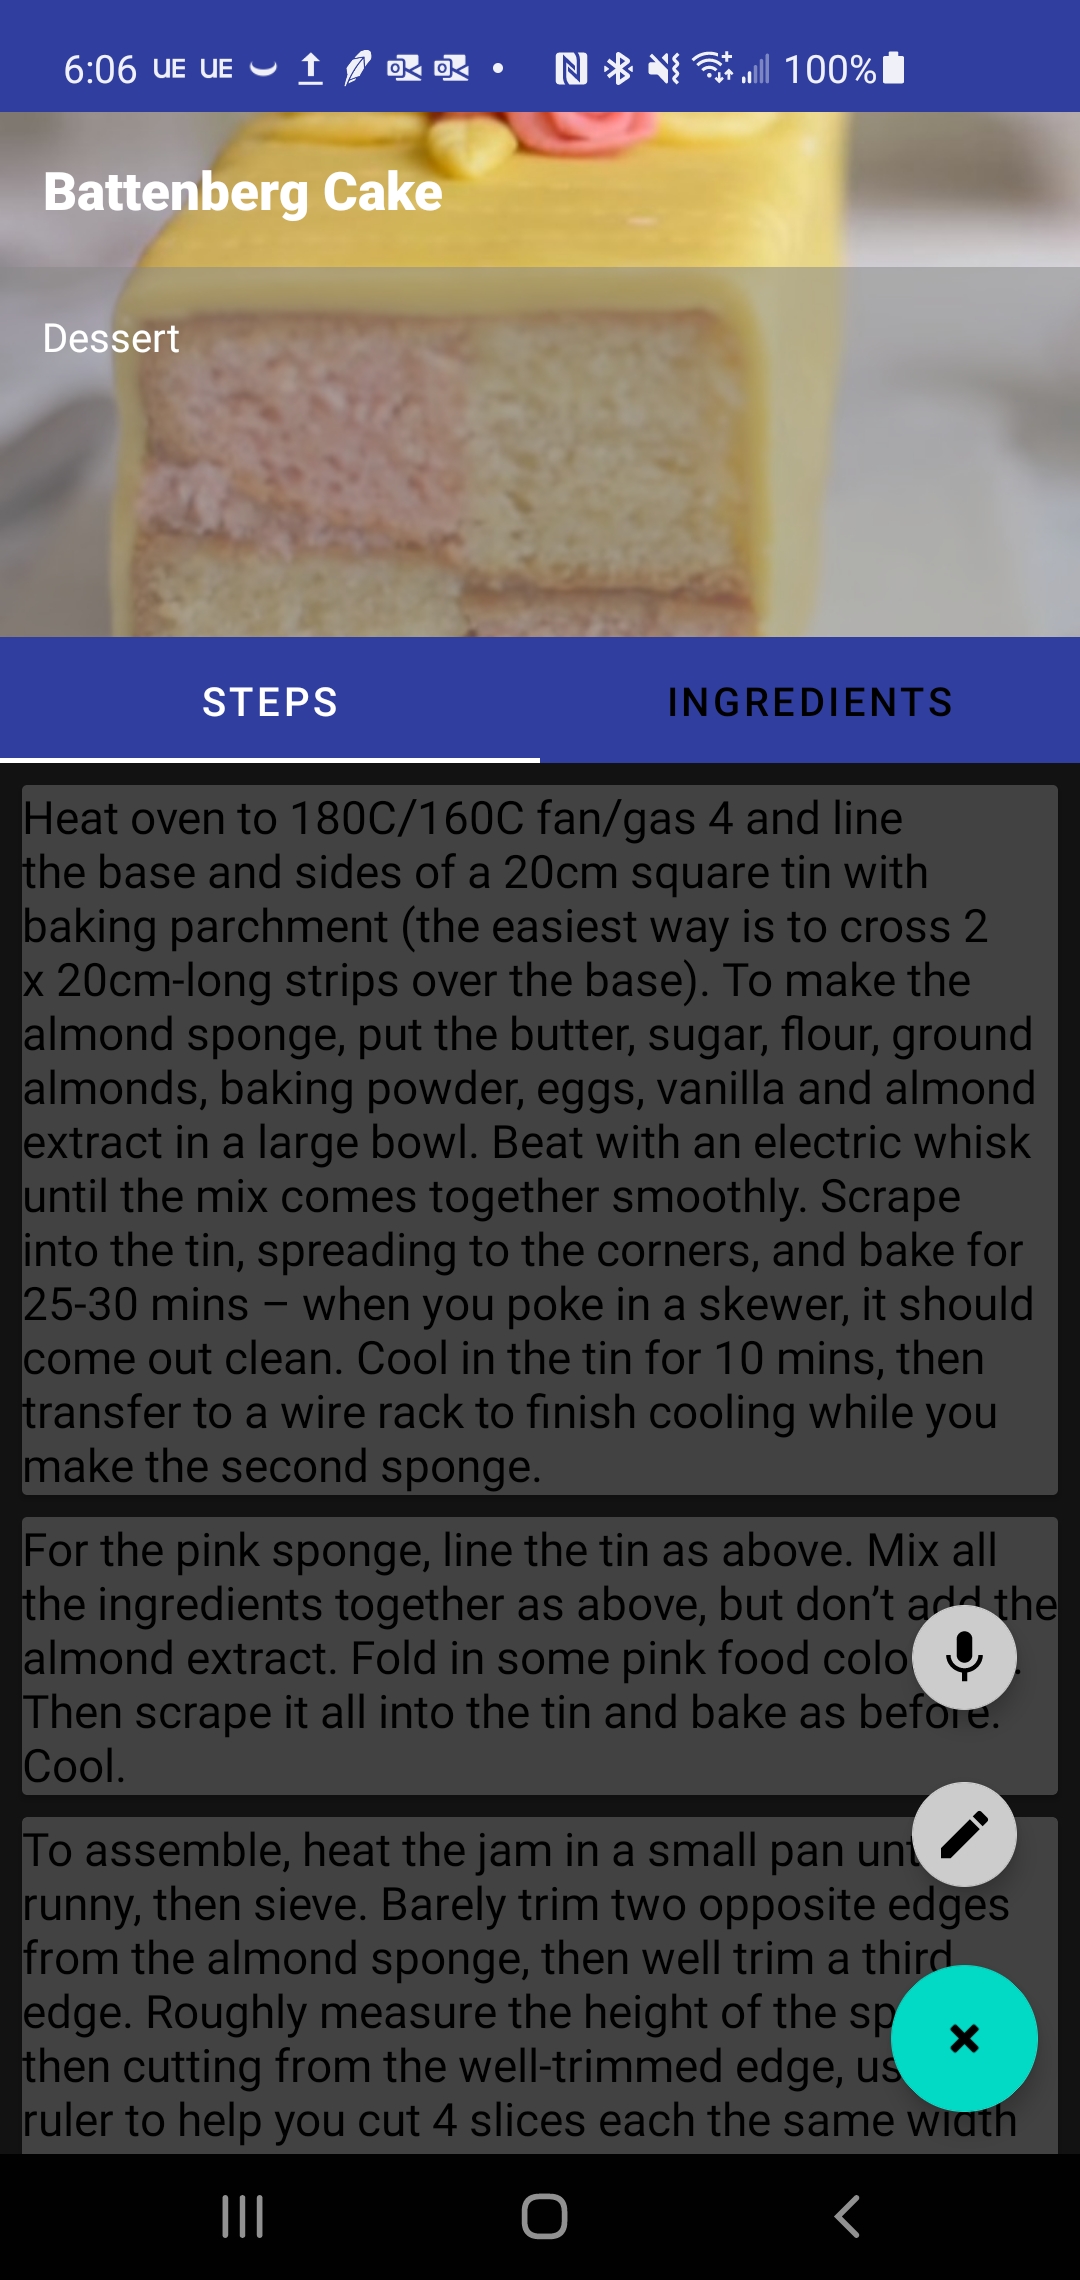 6:06 UE UE 100%
Battenberg Cake
Dessert
STEPS INGREDIENTS
Heat oven to 180C/160C fan/gas 4 and line
the base and sides of a 20cm square tin with
baking parchment (the easiest way is to cross 2
x 20cm-long strips over the base). To make the
almond sponge, put the butter, sugar, flour, ground
almonds, baking powder, eggs, vanilla and almond
extract in a large bowl. Beat with an electric whisk
until the mix comes together smoothly. Scrape
into the tin, spreading to the corners, and bake for
25-30 mins – when you poke in a skewer, it should
come out clean. Cool in the tin for 10 mins, then
transfer to a wire rack to finish cooling while you
make the second sponge.
For the pink sponge, line the tin as above. Mix all
the ingredients together as above, but don’t add the
almond extract. Fold in some pink food
Then scrape it all into the tin and bake as before.
Cool.
To assemble, heat the jam in a small pan
runny, then sieve. Barely trim two opposite edges
from the almond sponge, then well trim a third
edge. Roughly measure the height of the
then cutting from the well-trimmed edge,
ruler to help you cut 4 slices each the same width